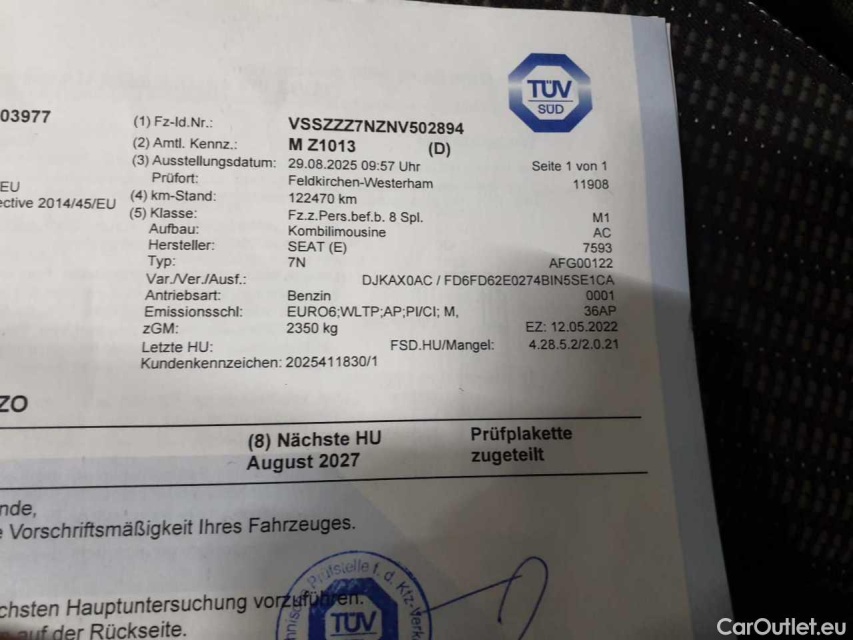 TÜV
SÜD
03977
(1) Fz-Id.Nr.: VSSZZZ7NZNV502894
(2) Amtl. Kennz.: M Z1013 (D)
(3) Ausstellungsdatum: 29.08.2025 09:57 Uhr Seite 1 von 1
Prüfort: Feldkirchen-Westerham 11908
EU
(4) km-Stand: 122470 km
ective 2014/45/EU
(5) Klasse: Fz.z.Pers.bef.b. 8 Spl. M1
Aufbau: Kombilimousine AC
Hersteller: SEAT (E) 7593
Typ: 7N AFG00122
Var./Ver./Ausf.: DJKAX0AC / FD6FD62E0274BIN5SE1CA
Antriebsart: Benzin 0001
Emissionsschl: EURO6;WLTP;AP;PI/CI; M, 36AP
zGM: 2350 kg EZ: 12.05.2022
Letzte HU: FSD.HU/Mangel: 4.28.5.2/2.0.21
Kundenkennzeichen: 2025411830/1
ZO
(8) Nächste HU Prüfplakette
August 2027 zugeteilt
nde,
e Vorschriftsmäßigkeit Ihres Fahrzeuges.
chsten Hauptuntersuchung vorzuführen.
auf der Rückseite.
Prüfstelle f. d. Kfz-Verk
TÜV
CarOutlet.eu